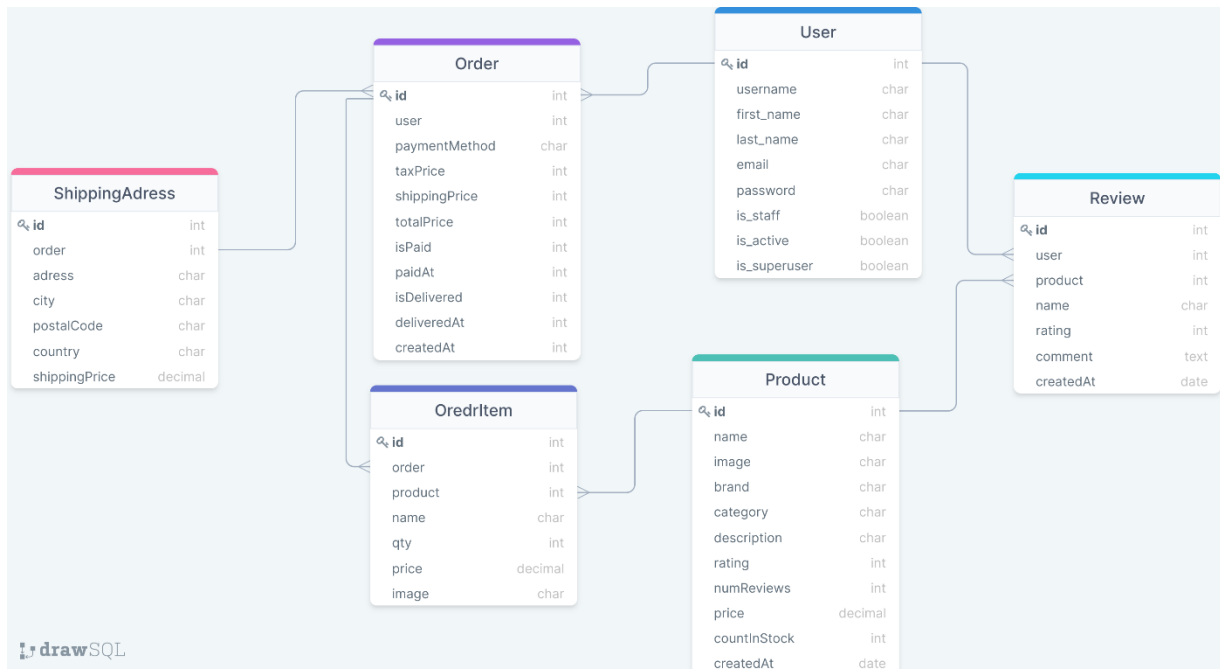 User
id int
username char
first_name char
last_name char
email char
password char
is_staff boolean
is_active boolean
is_superuser boolean
Order
id int
user int
paymentMethod char
taxPrice int
shippingPrice int
totalPrice int
isPaid int
paidAt int
isDelivered int
deliveredAt int
createdAt int
ShippingAdress
id int
order int
adress char
city char
postalCode char
country char
shippingPrice decimal
Review
id int
user int
product int
name char
rating int
comment text
createdAt date
OredrItem
id int
order int
product int
name char
qty int
price decimal
image char
Product
id int
name char
image char
brand char
category char
description char
rating int
numReviews int
price decimal
countInStock int
createdAt date
drawSQL